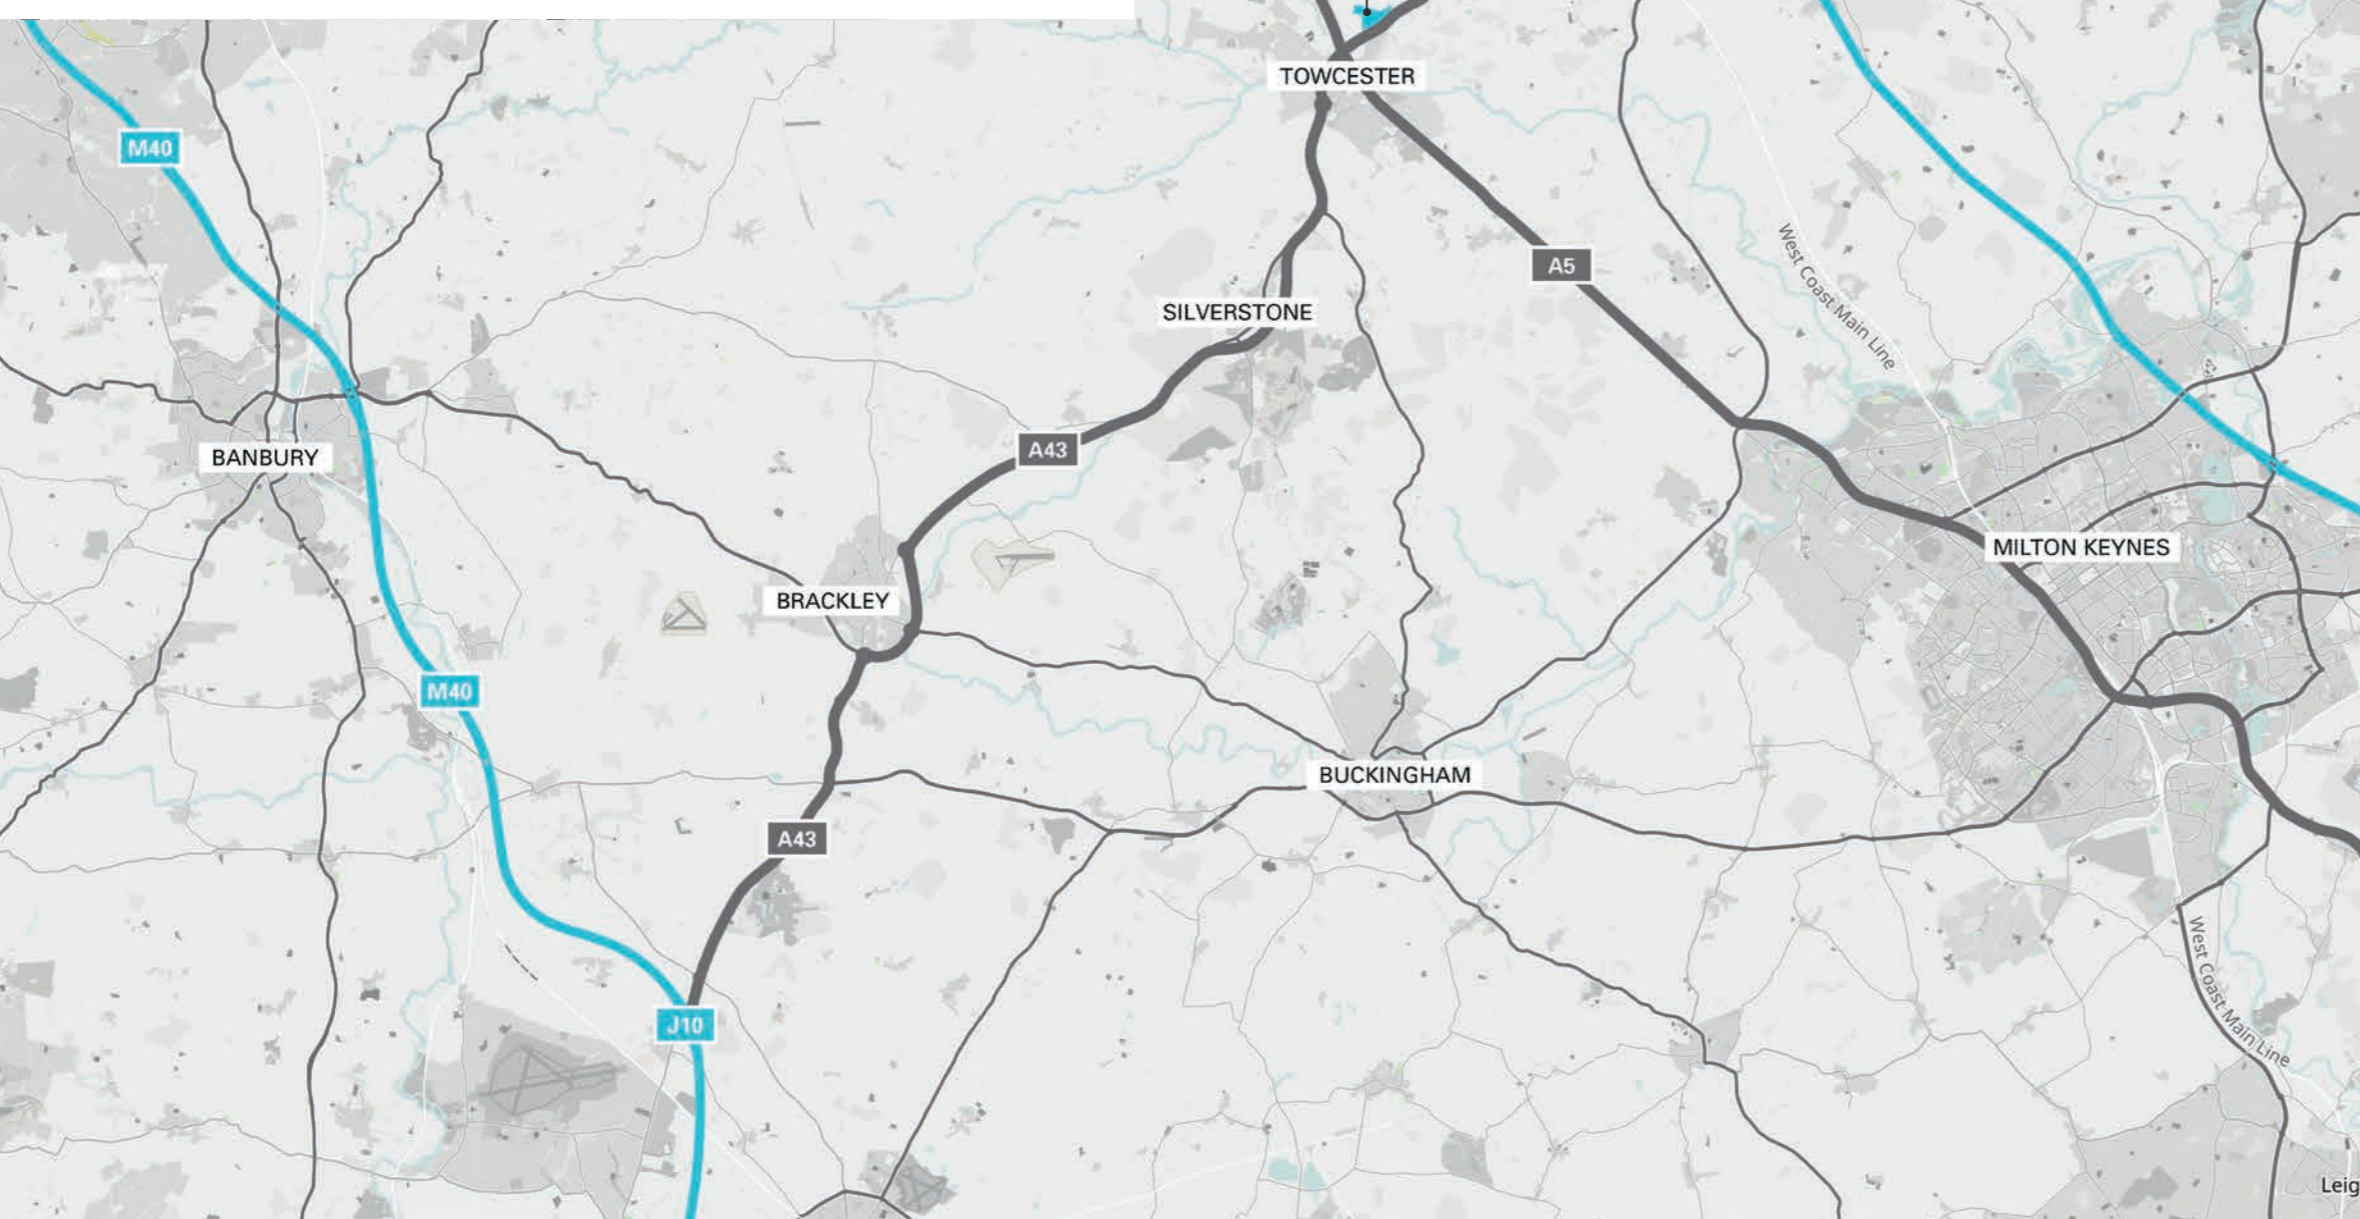 TOWCESTER
M40
A5
West Coast Main Line
SILVERSTONE
A43
BANBURY
MILTON KEYNES
BRACKLEY
M40
BUCKINGHAM
A43
West Coast Main Line
J10
Leig